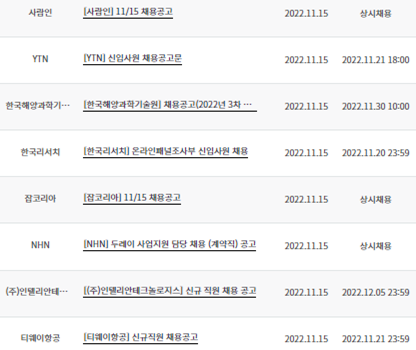 사람인 [사람인] 11/15 채용공고 2022.11.15 상시채용
YTN [YTN] 신입사원 채용공고문 2022.11.15 2022.11.21 18:00
한국해양과학기… [한국해양과학기술원] 채용공고(2022년 3차 … 2022.11.15 2022.11.30 10:00
한국리서치 [한국리서치] 온라인패널조사부 신입사원 채용 2022.11.15 2022.11.20 23:59
잡코리아 [잡코리아] 11/15 채용공고 2022.11.15 상시채용
NHN [NHN] 두레이 사업지원 담당 채용 (계약직) 공고 2022.11.15 상시채용
(주)인텔리안테… [(주)인텔리안테크놀로지스] 신규 직원 채용 공고 2022.11.15 2022.12.05 23:59
티웨이항공 [티웨이항공] 신규직원 채용공고 2022.11.15 2022.11.21 23:59